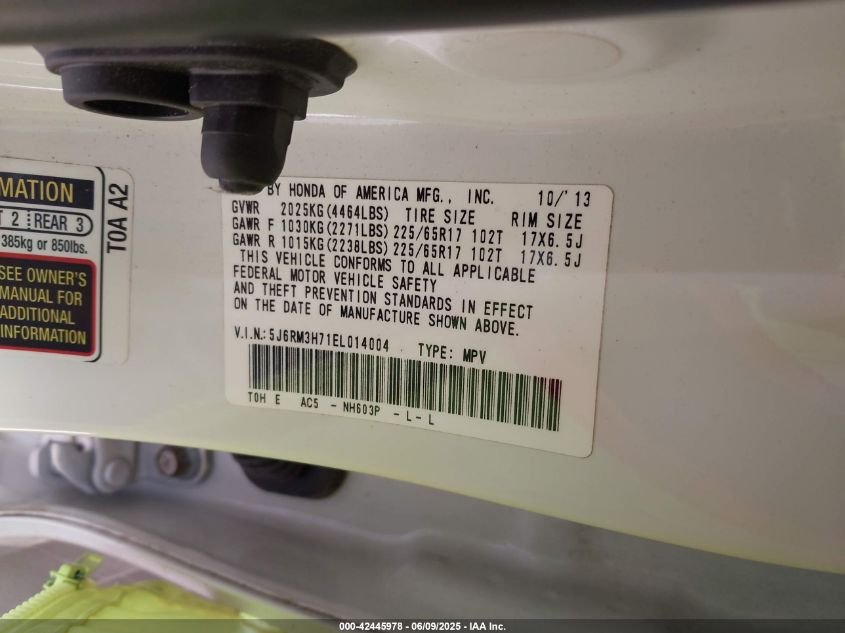 MATION
T 2 REAR 3
385kg or 850lbs.
SEE OWNER'S
MANUAL FOR
ADDITIONAL
INFORMATION
T0A A2
BY HONDA OF AMERICA MFG., INC. 10/'13
GVWR 2025KG(4464LBS) TIRE SIZE RIM SIZE
GAWR F 1030KG(2271LBS) 225/65R17 102T 17X6.5J
GAWR R 1015KG(2238LBS) 225/65R17 102T 17X6.5J
THIS VEHICLE CONFORMS TO ALL APPLICABLE
FEDERAL MOTOR VEHICLE SAFETY
AND THEFT PREVENTION STANDARDS IN EFFECT
ON THE DATE OF MANUFACTURE SHOWN ABOVE.
V.I.N.: 5J6RM3H71EL014004 TYPE: MPV
T0H E AC5 - NH603P - L - L
000-42445978 - 06/09/2025 - IAA Inc.